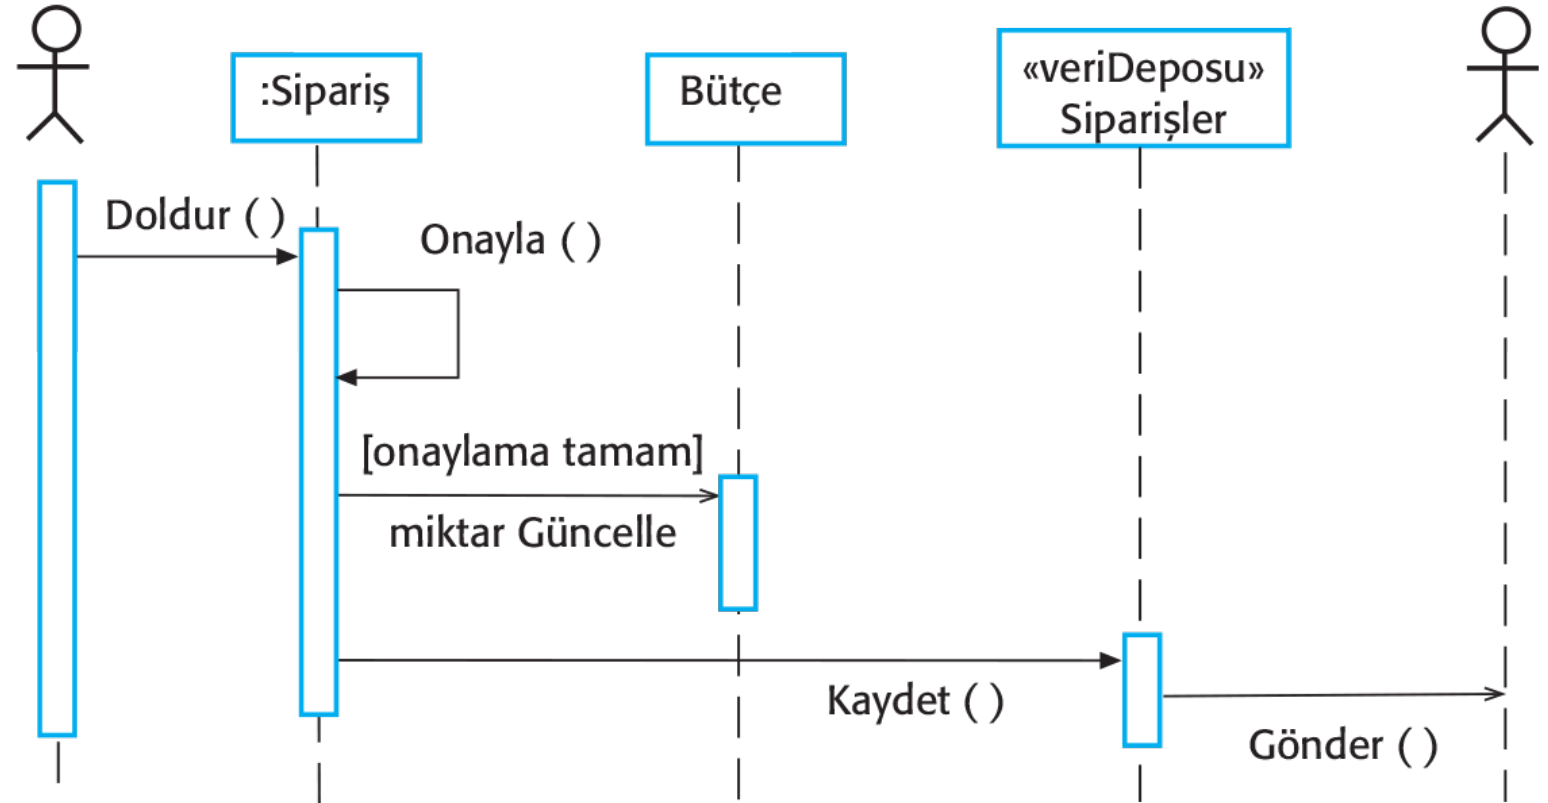 :Sipariş
Bütçe
«veriDeposu»
Siparişler
Doldur ( )
Onayla ( )
[onaylama tamam]
miktar Güncelle
Kaydet ( )
Gönder ( )